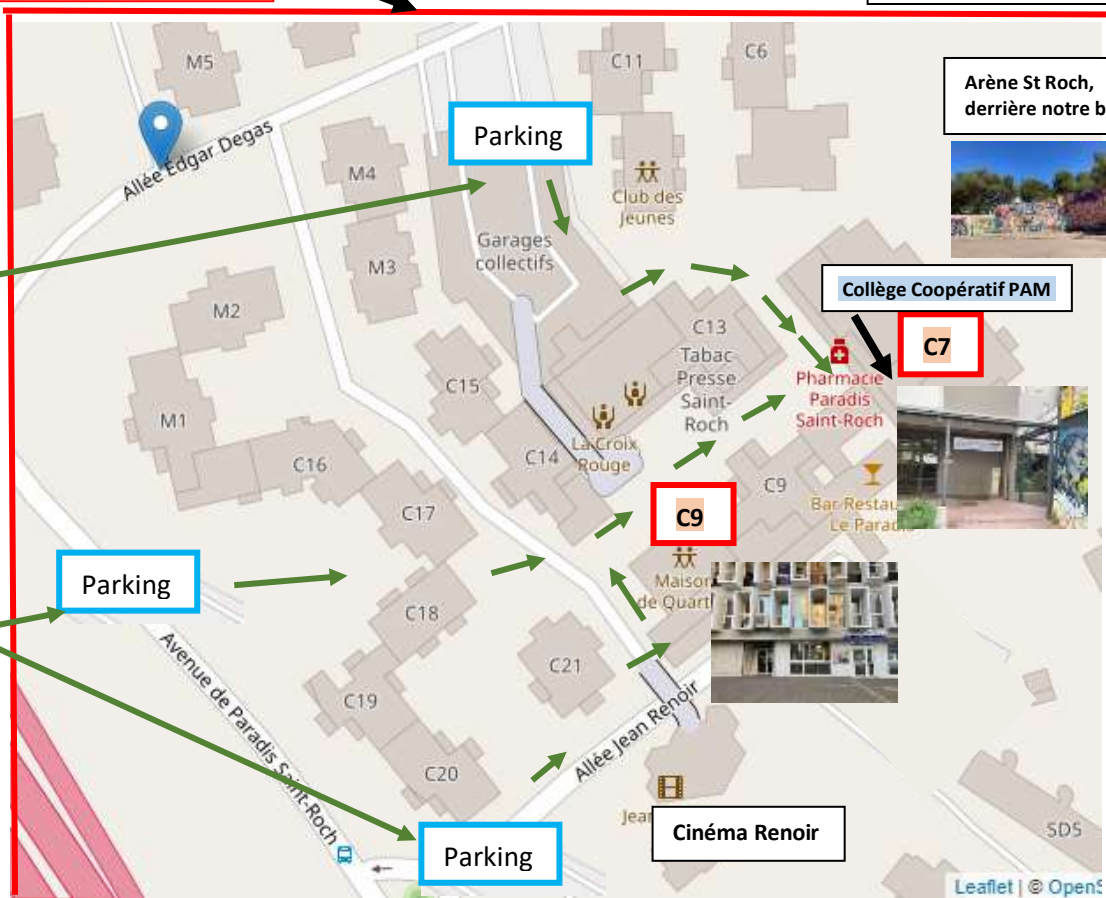 M5
C11
C6
Arène St Roch,
derrière notre b
Parking
Allée Edgar Degas
M4
Club des
Jeunes
Garages
collectifs
M3
Collège Coopératif PAM
M2
C13
C7
Tabac
Presse
Saint-
Roch
Pharmacie
Paradis
Saint-Roch
C15
M1
La Croix
Rouge
C14
C16
C9
C17
C9
Bar Restau
Le Paradis
Parking
Maison
de Quarti
C18
C21
Avenue de Paradis Saint-Roch
C19
Allée Jean Renoir
C20
Jean
Cinéma Renoir
SD5
Parking
Leaflet | © OpenS